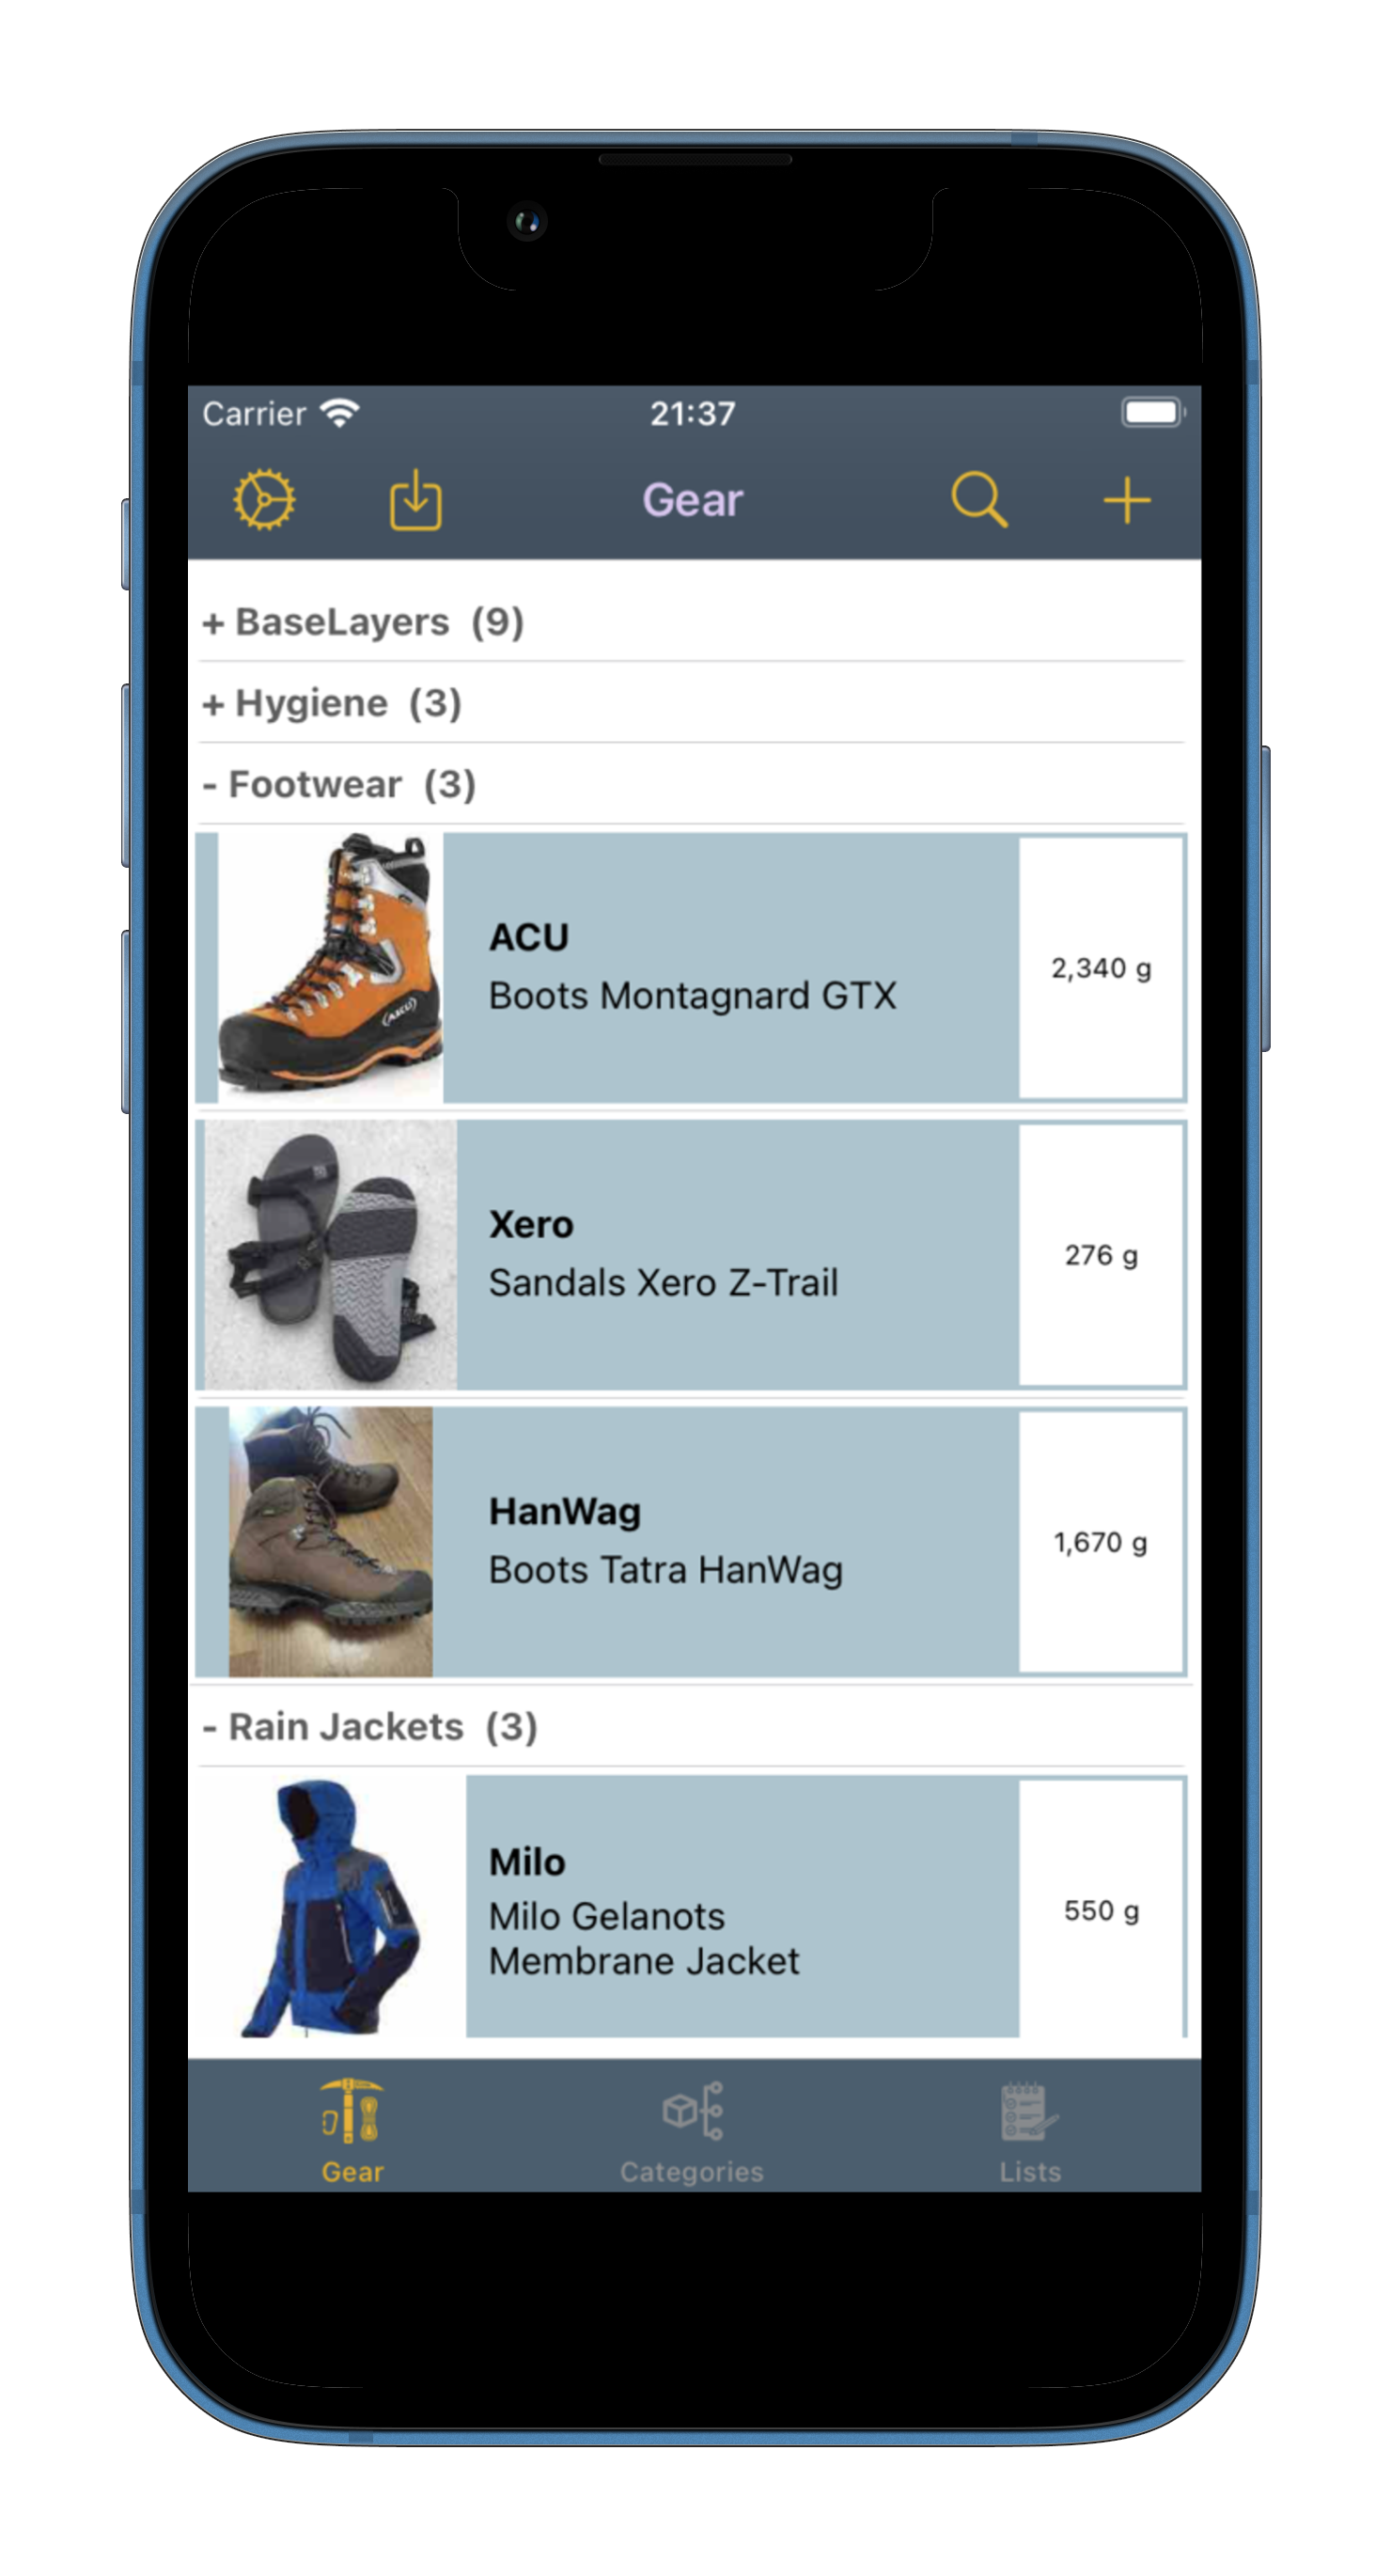 Carrier 21:37
Gear
+ BaseLayers (9)
+ Hygiene (3)
- Footwear (3)
ACU
Boots Montagnard GTX
2,340 g
Xero
Sandals Xero Z-Trail
276 g
HanWag
Boots Tatra HanWag
1,670 g
- Rain Jackets (3)
Milo
Milo Gelanots
Membrane Jacket
550 g
Gear Categories Lists